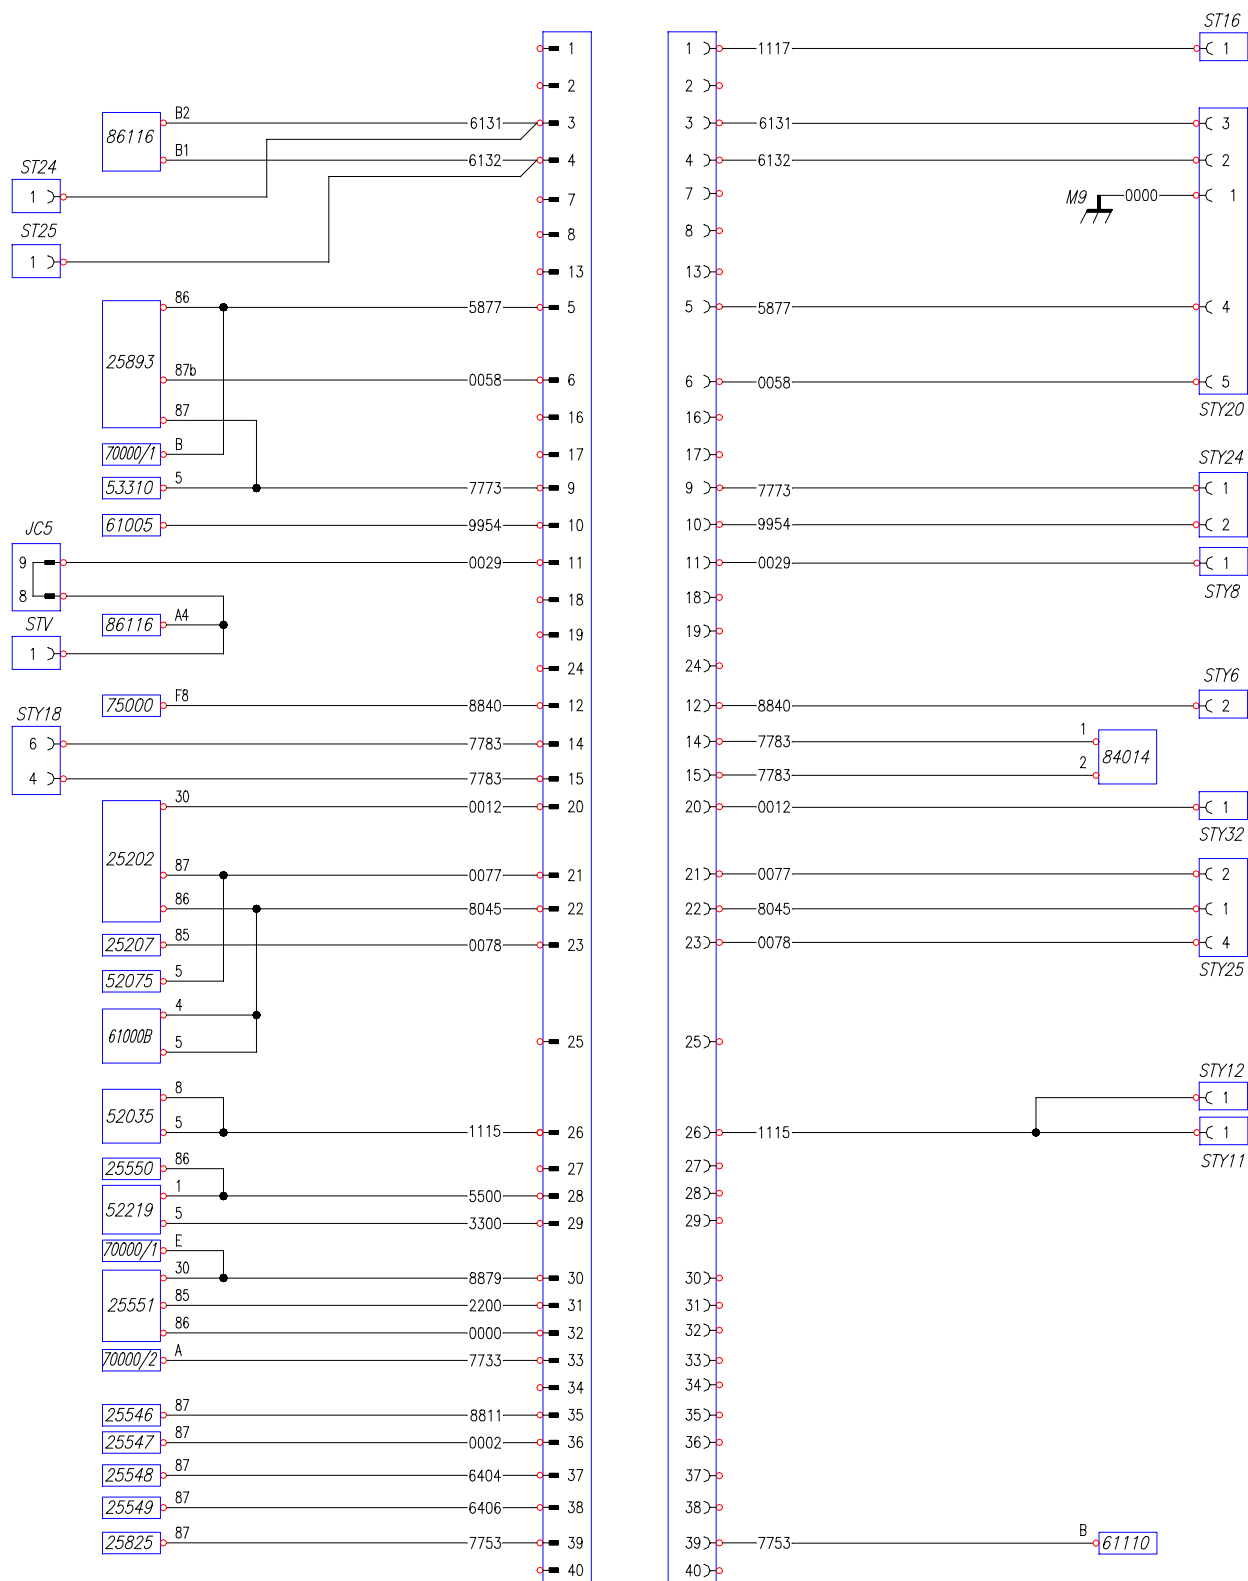 ST16
1 1 1117 1
2 2
86116 B2 6131 3 3 6131 3
B1 6132 4 4 6132 2
ST24
1 7 7 M9 0000 1
ST25 8 8
1 13 13
86 5877 5 5 5877 4
25893
87b 0058 6 6 0058 5
STY20
87 16 16
70000/1 B 17 17
STY24
53310 5 7773 9 9 7773 1
61005 9954 10 10 9954 2
JC5
9 0029 11 11 0029 1
STY8
8 18 18
STV
86116 A4 19 19
1 24 24
STY6
75000 F8 8840 12 12 8840 2
STY18
6 7783 14 14 7783 1
84014
4 7783 15 15 7783 2
30 0012 20 20 0012 1
STY32
25202
87 0077 21 21 0077 2
86 8045 22 22 8045 1
25207 85 0078 23 23 0078 4
STY25
52075 5
61000B 4
5
25 25
STY12
52035 8 1
5 1115 26 26 1115 1
STY11
25550 86 27 27
52219 1 5500 28 28
5 3300 29 29
70000/1 E
30 8879 30 30
25551 85 2200 31 31
86 0000 32 32
70000/2 A 7733 33 33
34 34
25546 87 8811 35 35
25547 87 0002 36 36
25548 87 6404 37 37
25549 87 6406 38 38
25825 87 7753 39 39 7753 B 61110
40 40